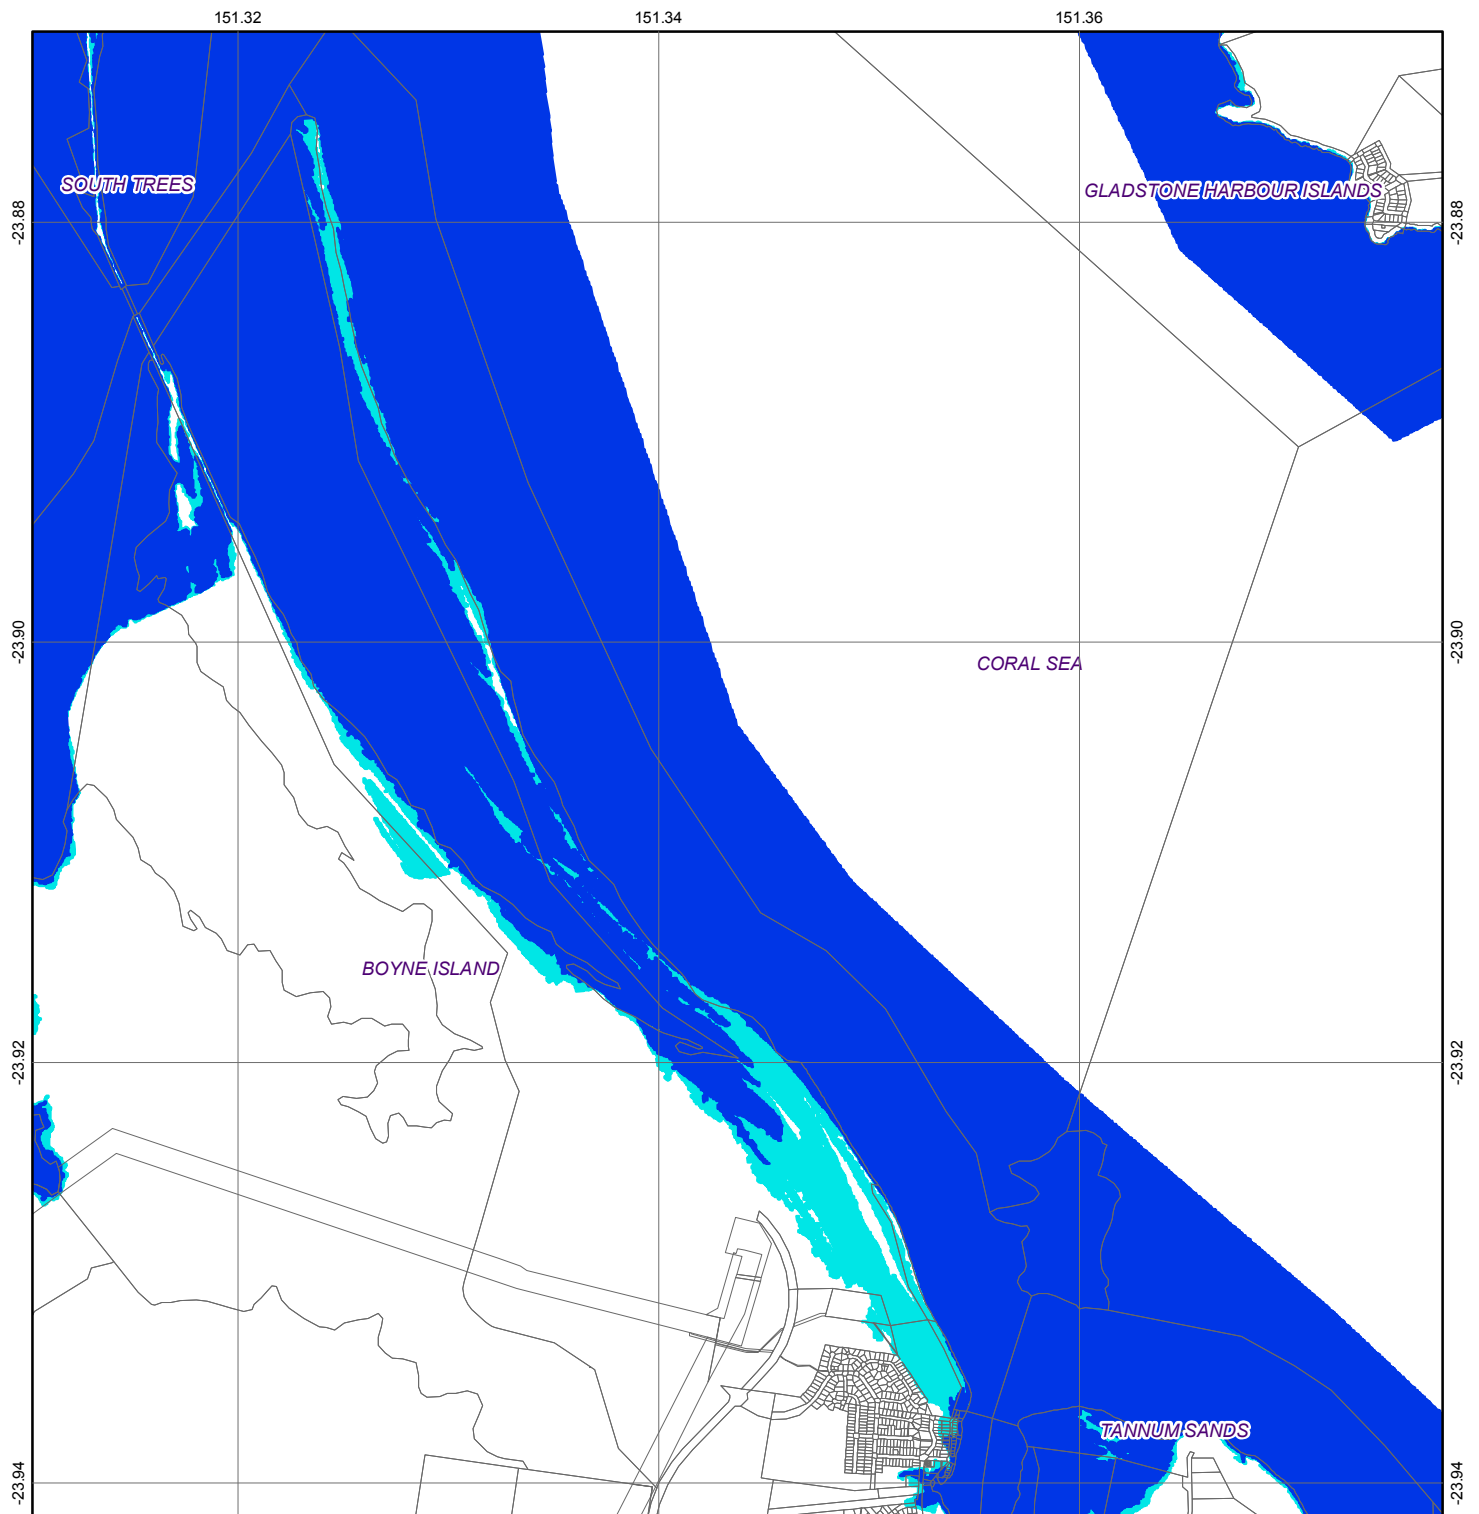 151.32 151.34 151.36
SOUTH TREES
GLADSTONE HARBOUR ISLANDS
-23.88 -23.88
-23.90 -23.90
CORAL SEA
BOYNE ISLAND
-23.92 -23.92
TANNUM SANDS
-23.94 -23.94